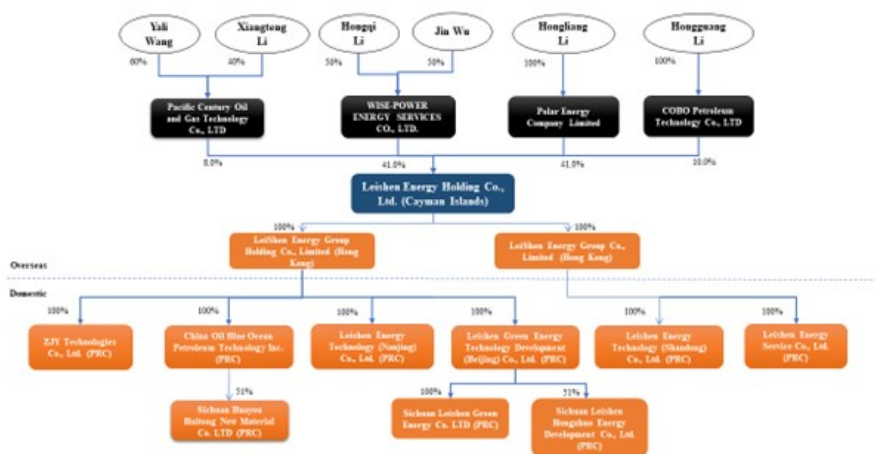 Yali
Wang
Xiangteng
Li
Hongqi
Li
Jin Wu
Hongliang
Li
Hongguang
Li
60%
40%
50%
50%
100%
100%
Pacific Century Oil
and Gas Technology
Co., LTD
WISE-POWER
ENERGY SERVICES
CO., LTD.
Polar Energy
Company Limited
COBO Petroleum
Technology Co., LTD
8.0%
41.0%
41.0%
10.0%
Leishen Energy Holding Co.,
Ltd. (Cayman Islands)
100%
100%
LeiShen Energy Group
Holding Co., Limited (Hong
Kong)
LeiShen Energy Group Co.,
Limited (Hong Kong)
Overseas
Domestic
100%
100%
100%
100%
100%
100%
ZJY Technologies
Co., Ltd. (PRC)
China Oil Blue Ocean
Petroleum Technology Inc.
(PRC)
Leishen Energy
Technology (Nanjing)
Co., Ltd. (PRC)
Leishen Green Energy
Technology Development
(Beijing) Co., Ltd. (PRC)
Leishen Energy
Technology
Co., Ltd. (PRC)
Leishen Energy
Service Co., Ltd.
(PRC)
51%
100%
51%
Sichuan Huayou
Huitong New Material
Co. LTD (PRC)
Sichuan Leishen Green
Energy Co. LTD (PRC)
Sichuan Leishen
Hongzhuo Energy
Development Co., Ltd.
(PRC)